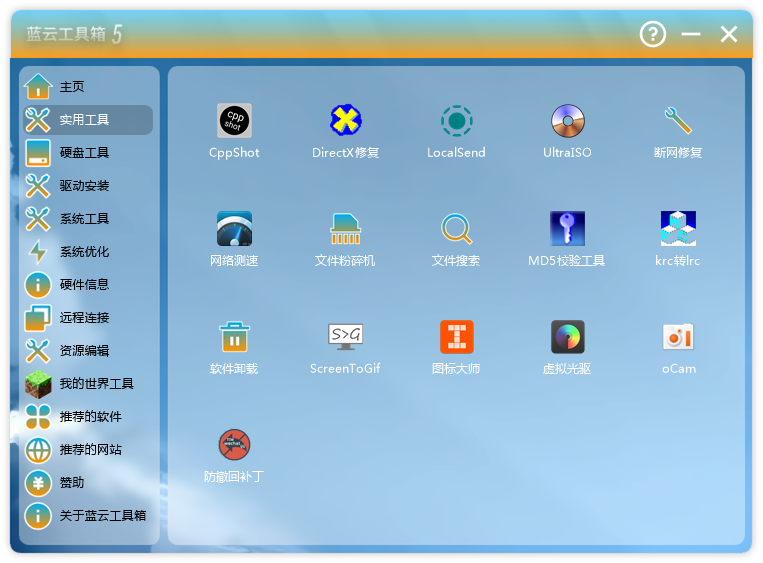 蓝云工具箱 5
主页
实用工具
硬盘工具
驱动安装
系统工具
系统优化
硬件信息
远程连接
资源编辑
我的世界工具
推荐的软件
推荐的网站
赞助
关于蓝云工具箱
cpp
shot
CppShot
DirectX修复
LocalSend
UltraISO
断网修复
网络测速
文件粉碎机
文件搜索
MD5校验工具
krc转lrc
软件卸载
S>G
ScreenToGif
图标大师
虚拟光驱
oCam
防撤回补丁